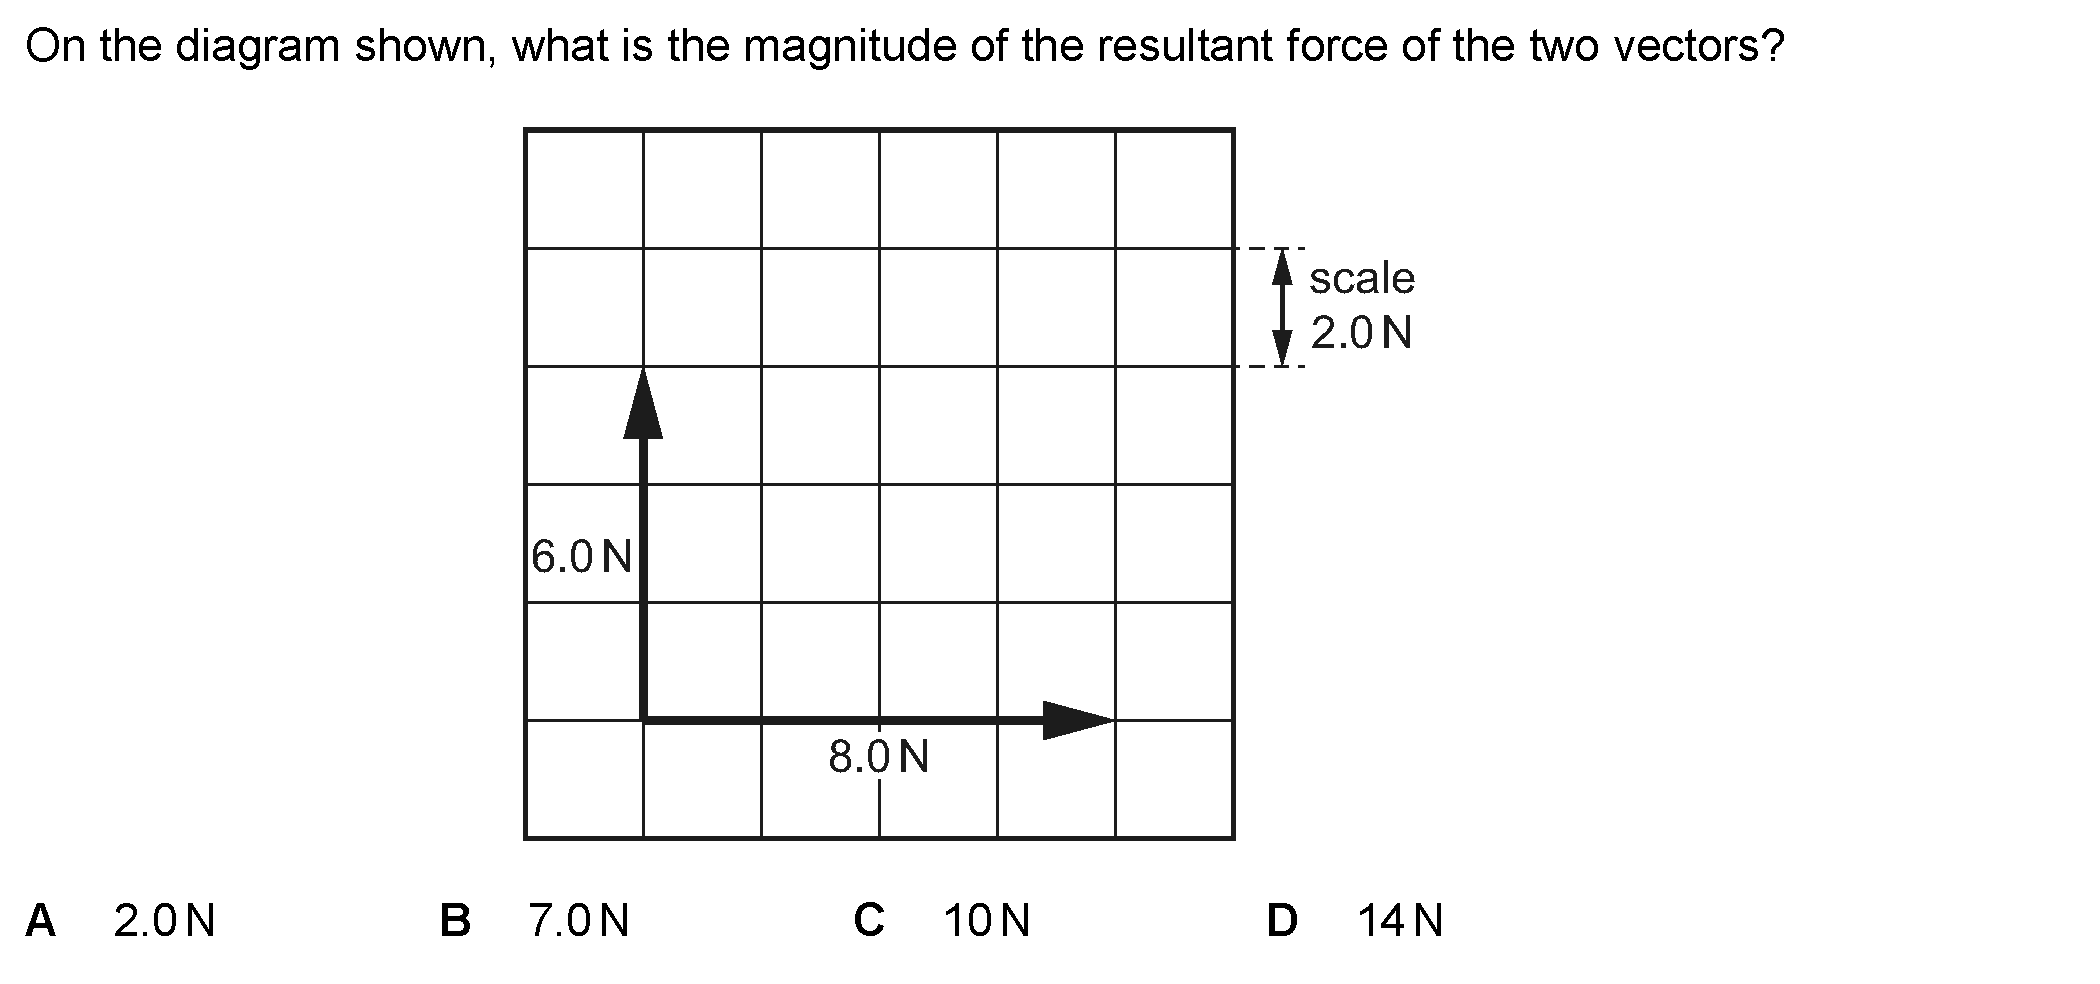 On the diagram shown, what is the magnitude of the resultant force of the two vectors?
scale
2.0 N
6.0 N
8.0 N
A 2.0 N B 7.0 N C 10 N D 14 N